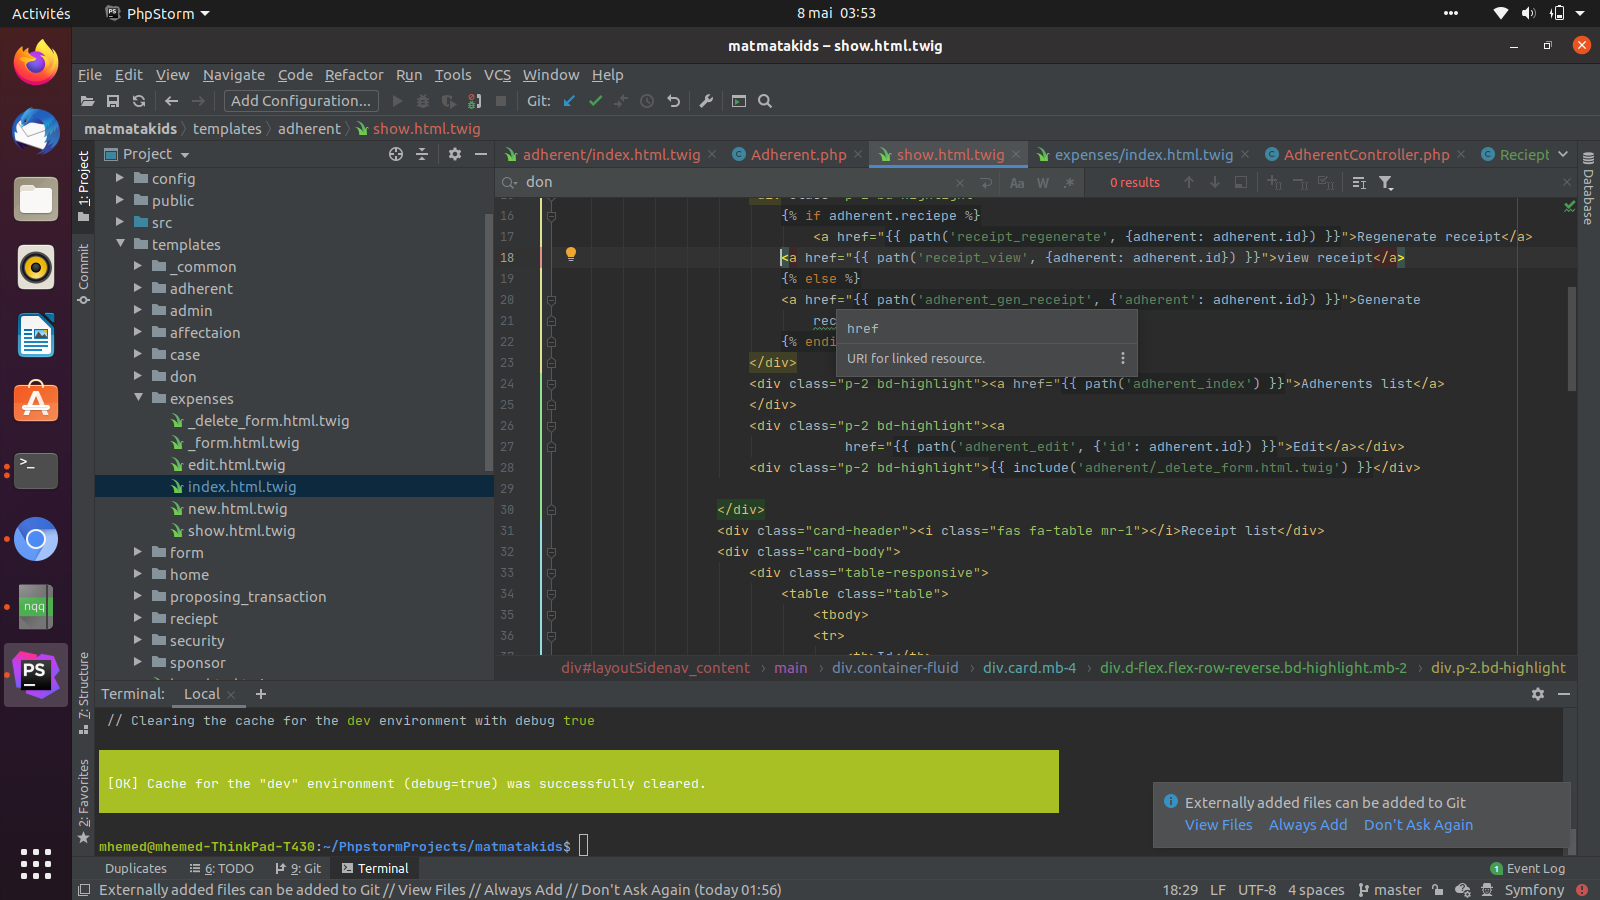 Activités
PhpStorm
8 mai 03:53
matmatakids – show.html.twig
File Edit View Navigate Code Refactor Run Tools VCS Window Help
Add Configuration...
Git:
matmatakids templates adherent show.html.twig
1: Project
Commit
7: Structure
2: Favorites
Project
config
public
src
templates
_common
adherent
admin
affectaion
case
don
expenses
_delete_form.html.twig
_form.html.twig
edit.html.twig
index.html.twig
new.html.twig
show.html.twig
form
home
proposing_transaction
reciept
security
sponsor
adherent/index.html.twig
Adherent.php
show.html.twig
expenses/index.html.twig
AdherentController.php
Reciept
Database
don
Aa W .*
0 results
16 {% if adherent.reciepe %}
17 <a href="{{ path('receipt_regenerate', {adherent: adherent.id}) }}">Regenerate receipt</a>
18 <a href="{{ path('receipt_view', {adherent: adherent.id}) }}">view receipt</a>
19 {% else %}
20 <a href="{{ path('adherent_gen_receipt', {'adherent': adherent.id}) }}">Generate
21 rec
22 {% endi
23 </div>
24 <div class="p-2 bd-highlight"><a href="{{ path('adherent_index') }}">Adherents list</a>
25 </div>
26 <div class="p-2 bd-highlight"><a
27 href="{{ path('adherent_edit', {'id': adherent.id}) }}">Edit</a></div>
28 <div class="p-2 bd-highlight">{{ include('adherent/_delete_form.html.twig') }}</div>
29
30 </div>
31 <div class="card-header"><i class="fas fa-table mr-1"></i>Receipt list</div>
32 <div class="card-body">
33 <div class="table-responsive">
34 <table class="table">
35 <tbody>
36 <tr>
href
URI for linked resource.
div#layoutSidenav_content › main › div.container-fluid › div.card.mb-4 › div.d-flex.flex-row-reverse.bd-highlight.mb-2 › div.p-2.bd-highlight
Terminal: Local +
// Clearing the cache for the dev environment with debug true
[OK] Cache for the "dev" environment (debug=true) was successfully cleared.
mhemed@mhemed-ThinkPad-T430:~/PhpstormProjects/matmatakids$
Externally added files can be added to Git
View Files Always Add Don't Ask Again
Duplicates 6: TODO 9: Git Terminal
1 Event Log
Externally added files can be added to Git // View Files // Always Add // Don't Ask Again (today 01:56)
18:29 LF UTF-8 4 spaces master Symfony
nqq
PS
PS